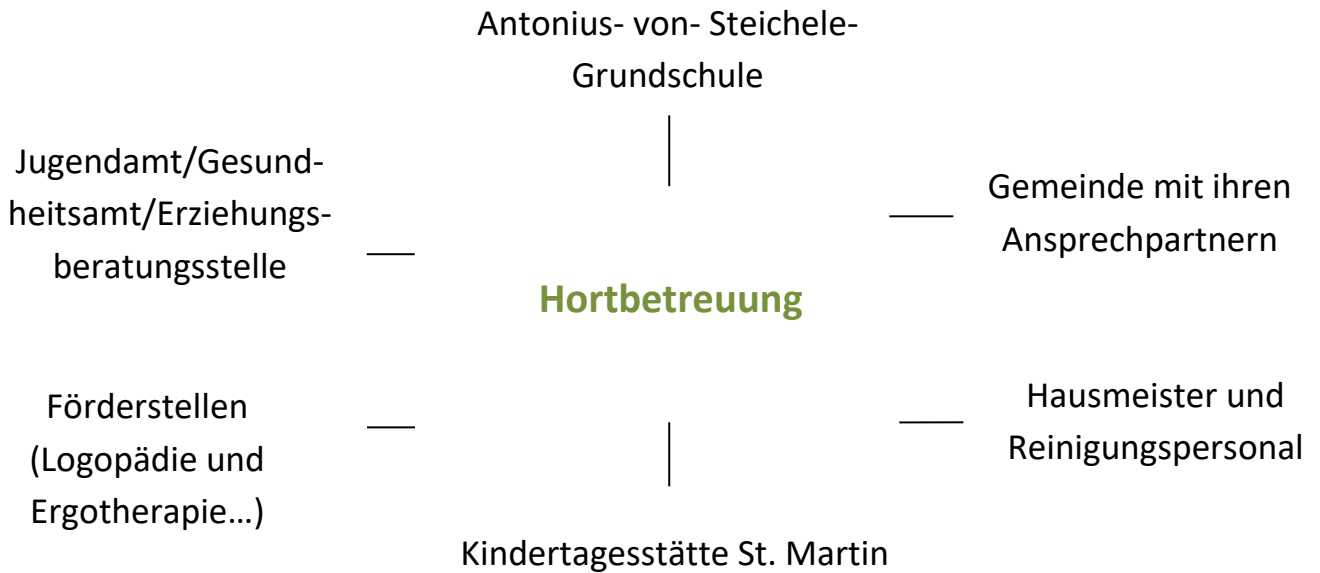 Antonius- von- Steichele-
Grundschule
Jugendamt/Gesund-
heitsamt/Erziehungs-
beratungsstelle
Gemeinde mit ihren
Ansprechpartnern
Hortbetreuung
Förderstellen
(Logopädie und
Ergotherapie…)
Hausmeister und
Reinigungspersonal
Kindertagesstätte St. Martin